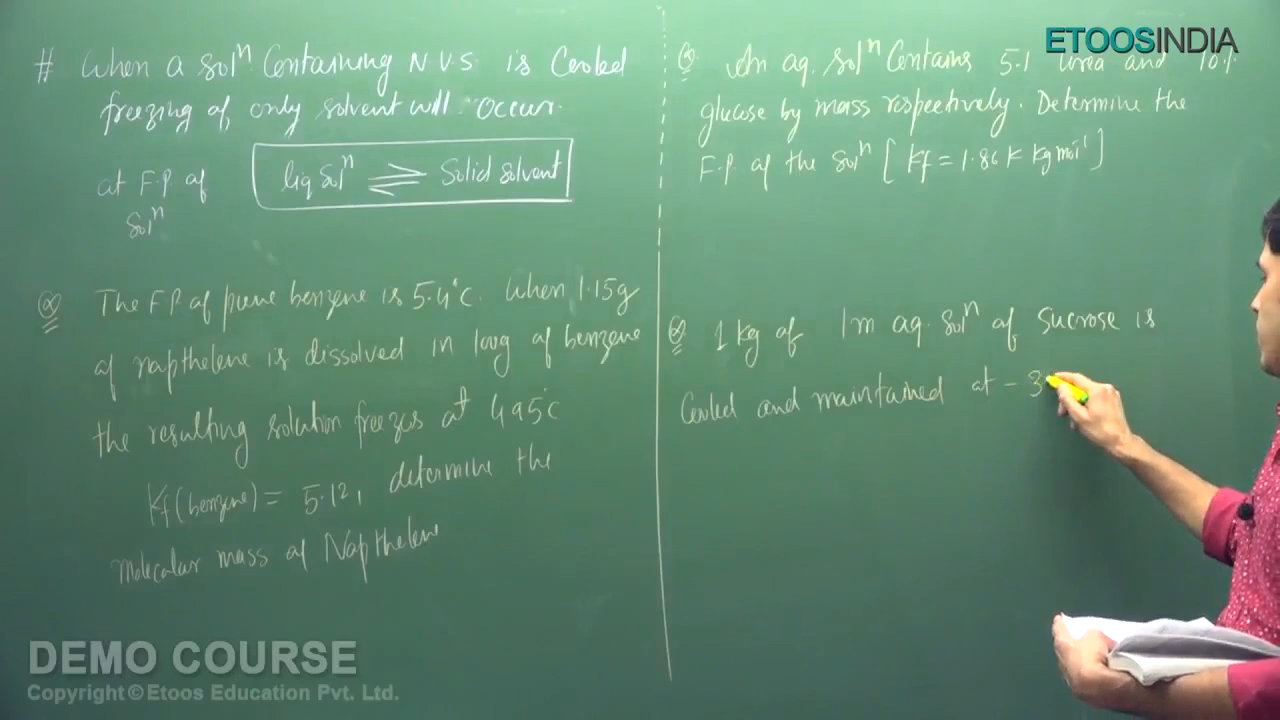 # When a solⁿ Containing N.V.S is Cooled
freezing of only solvent will occur.
at F.P. of
solⁿ
liq solⁿ ⇌ Solid solvent
Q The F.P of pure benzene is 5.4°C. When 1.15g
of napthelene is dissolved in 100g of benzene
the resulting solution freezes at 4.95°C
Kf (benzene) = 5.12, determine the
Molecular mass of Napthelene
Q. An aq. solⁿ Contains 5.1 urea and 10%
glucose by mass respectively. Determine the
F.P. of the solⁿ [Kf = 1.86 K kg mol⁻¹]
Q 1 kg of 1m aq. solⁿ of sucrose is
Cooled and maintained at - 3
ETOOSINDIA
DEMO COURSE
Copyright © Etoos Education Pvt. Ltd.